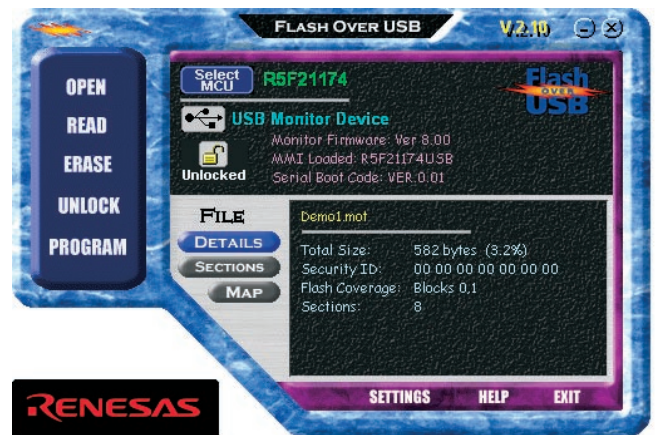 FLASH OVER USB
V.2.10
OPEN
READ
ERASE
UNLOCK
PROGRAM
Select MCU
R5F21174
Flash OVER USB
USB Monitor Device
Monitor Firmware: Ver 8.00
MMI Loaded: R5F21174USB
Serial Boot Code: VER.0.01
Unlocked
FILE
DETAILS
SECTIONS
MAP
Demo1.mot
Total Size: 582 bytes (3.2%)
Security ID: 00 00 00 00 00 00 00
Flash Coverage: Blocks 0,1
Sections: 8
SETTINGS HELP EXIT
RENESAS